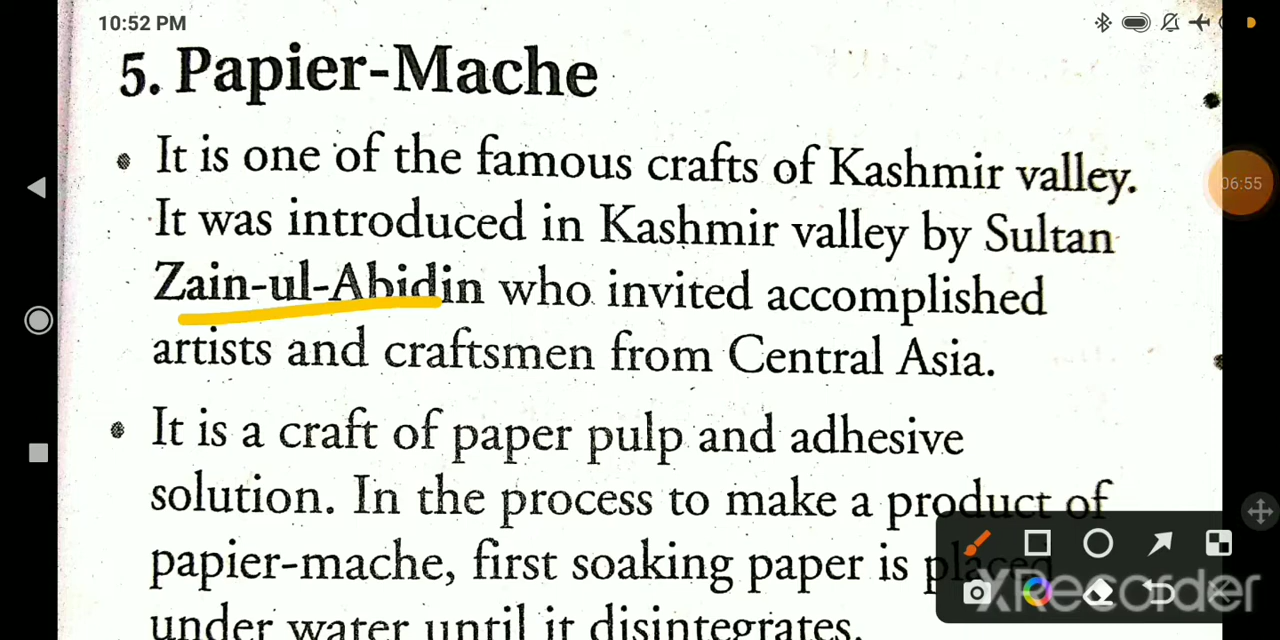 10:52 PM
5. Papier-Mache
It is one of the famous crafts of Kashmir valley.
06:55
It was introduced in Kashmir valley by Sultan
Zain-ul-Abidin who invited accomplished
artists and craftsmen from Central Asia.
It is a craft of paper pulp and adhesive
solution. In the process to make a product of
papier-mache, first soaking paper is placed
XRecorder
under water until it disintegrates.